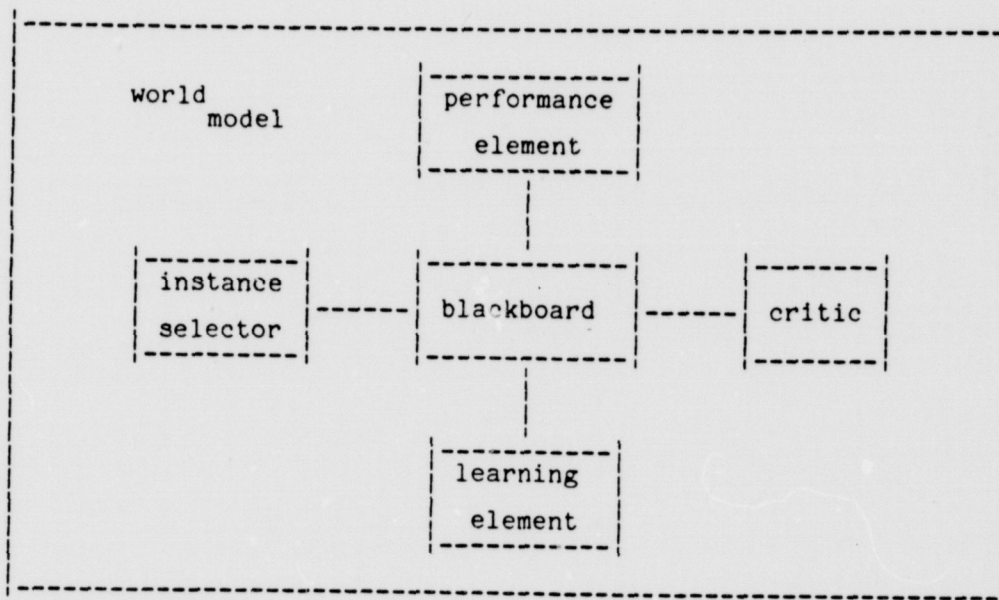 world
model
performance
element
instance
selector
blackboard
critic
learning
element